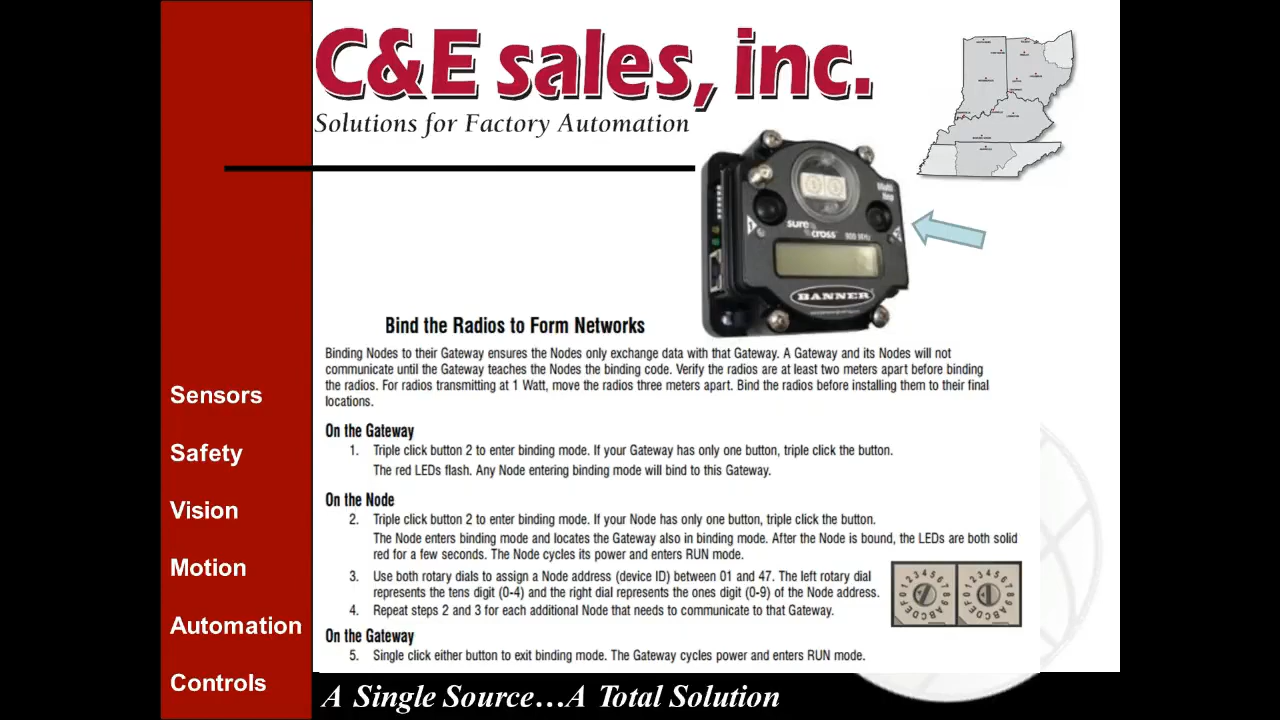 C&E sales, inc.
Solutions for Factory Automation
Multi
Hop
sure
cross
900 MHz
BANNER
Bind the Radios to Form Networks
Binding Nodes to their Gateway ensures the Nodes only exchange data with that Gateway. A Gateway and its Nodes will not
communicate until the Gateway teaches the Nodes the binding code. Verify the radios are at least two meters apart before binding
the radios. For radios transmitting at 1 Watt, move the radios three meters apart. Bind the radios before installing them to their final
locations.
On the Gateway
1. Triple click button 2 to enter binding mode. If your Gateway has only one button, triple click the button.
The red LEDs flash. Any Node entering binding mode will bind to this Gateway.
On the Node
2. Triple click button 2 to enter binding mode. If your Node has only one button, triple click the button.
The Node enters binding mode and locates the Gateway also in binding mode. After the Node is bound, the LEDs are both solid
red for a few seconds. The Node cycles its power and enters RUN mode.
3. Use both rotary dials to assign a Node address (device ID) between 01 and 47. The left rotary dial
represents the tens digit (0-4) and the right dial represents the ones digit (0-9) of the Node address.
4. Repeat steps 2 and 3 for each additional Node that needs to communicate to that Gateway.
On the Gateway
5. Single click either button to exit binding mode. The Gateway cycles power and enters RUN mode.
Sensors
Safety
Vision
Motion
Automation
Controls
A Single Source…A Total Solution